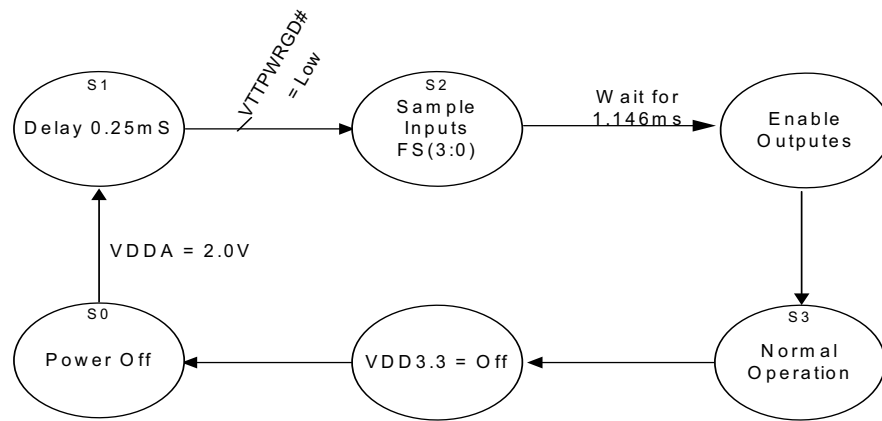 S1
Delay 0.25mS
VTTPWRGD#
= Low
S2
Sample
Inputs
FS(3:0)
Wait for
1.146ms
Enable
Outputes
VDDA = 2.0V
S0
Power Off
VDD3.3 = Off
S3
Normal
Operation